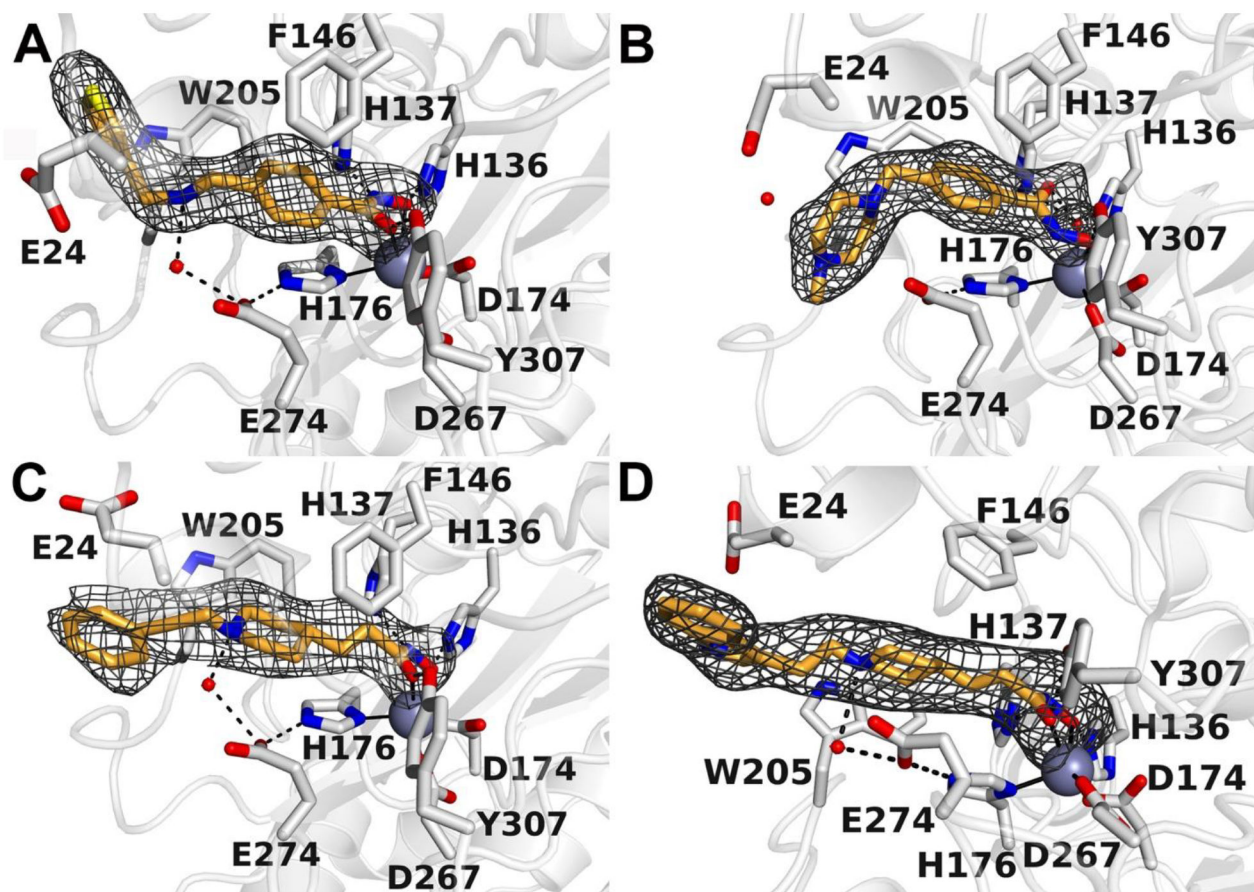 A
F146
W205
H137
H136
E24
H176
D174
Y307
E274
D267
B
F146
E24
W205
H137
H136
H176
Y307
D174
E274
D267
C
F146
H137
H136
W205
E24
H176
D174
Y307
E274
D267
D
E24
F146
H137
Y307
H136
W205
D174
E274
D267
H176